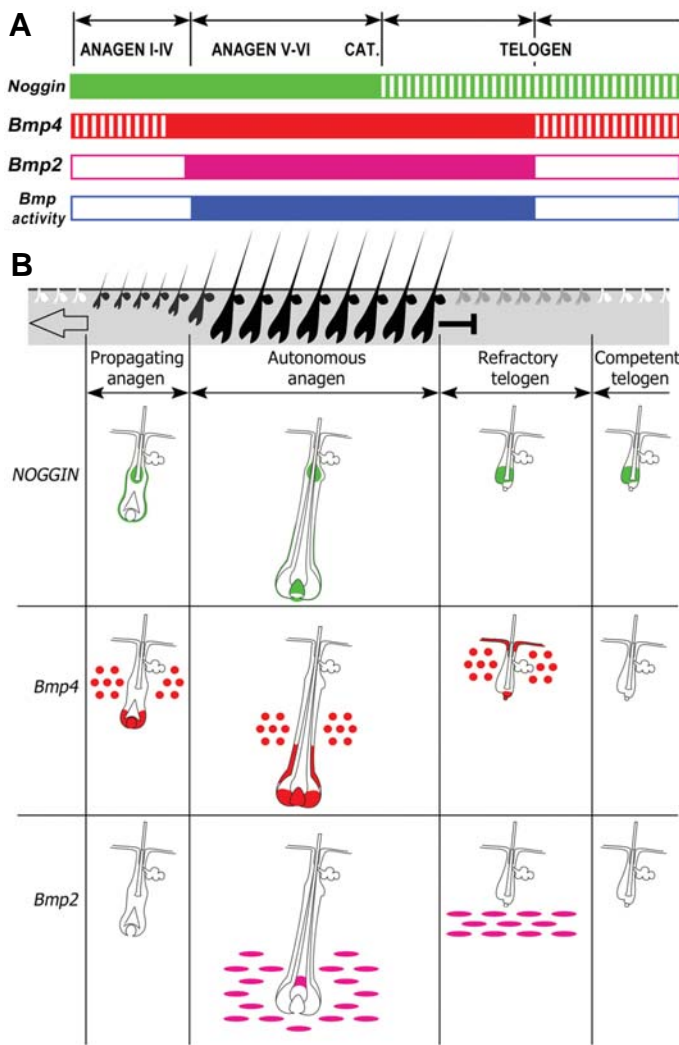 A
ANAGEN I-IV ANAGEN V-VI CAT. TELOGEN
Noggin
Bmp4
Bmp2
Bmp
activity
B
Propagating
anagen
Autonomous
anagen
Refractory
telogen
Competent
telogen
NOGGIN
Bmp4
Bmp2